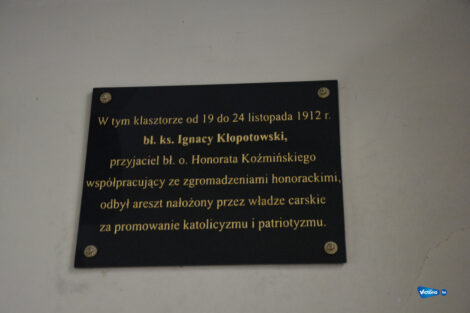 W tym klasztorze od 19 do 24 listopada 1912 r.
bł. ks. Ignacy Kłopotowski,
przyjaciel bł. o. Honorata Koźmińskiego
współpracujący ze zgromadzeniami honorackimi,
odbył areszt nałożony przez władze carskie
za promowanie katolicyzmu i patriotyzmu.